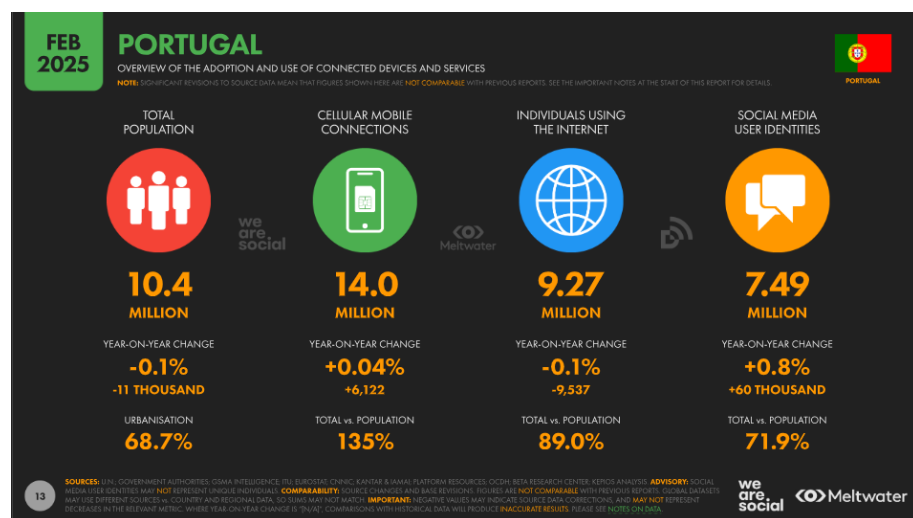 FEB
2025
PORTUGAL
OVERVIEW OF THE ADOPTION AND USE OF CONNECTED DEVICES AND SERVICES
NOTE: SIGNIFICANT REVISIONS TO SOURCE DATA MEAN THAT FIGURES SHOWN HERE ARE NOT COMPARABLE WITH PREVIOUS REPORTS. SEE THE IMPORTANT NOTES AT THE START OF THIS REPORT FOR DETAILS.
PORTUGAL
TOTAL
POPULATION
CELLULAR MOBILE
CONNECTIONS
INDIVIDUALS USING
THE INTERNET
SOCIAL MEDIA
USER IDENTITIES
we
are
social
Meltwater
10.4
MILLION
14.0
MILLION
9.27
MILLION
7.49
MILLION
YEAR-ON-YEAR CHANGE
-0.1%
-11 THOUSAND
YEAR-ON-YEAR CHANGE
+0.04%
+6,122
YEAR-ON-YEAR CHANGE
-0.1%
-9,537
YEAR-ON-YEAR CHANGE
+0.8%
+60 THOUSAND
URBANISATION
68.7%
TOTAL vs. POPULATION
135%
TOTAL vs. POPULATION
89.0%
TOTAL vs. POPULATION
71.9%
13
SOURCES: U.N.; GOVERNMENT AUTHORITIES; GSMA INTELLIGENCE; ITU; EUROSTAT; CNNIC; KANTAR & IAMAI; PLATFORM RESOURCES; OCDH; BETA RESEARCH CENTER; KEPIOS ANALYSIS. ADVISORY: SOCIAL
MEDIA USER IDENTITIES MAY NOT REPRESENT UNIQUE INDIVIDUALS. COMPARABILITY: SOURCE CHANGES AND BASE REVISIONS. FIGURES ARE NOT COMPARABLE WITH PREVIOUS REPORTS. GLOBAL DATASETS
MAY USE DIFFERENT SOURCES vs. COUNTRY AND REGIONAL DATA, SO SUMS MAY NOT MATCH. IMPORTANT: NEGATIVE VALUES MAY INDICATE SOURCE DATA CORRECTIONS, AND MAY NOT REPRESENT
DECREASES IN THE RELEVANT METRIC. WHERE YEAR-ON-YEAR CHANGE IS "[N/A]", COMPARISONS WITH HISTORICAL DATA WILL PRODUCE INACCURATE RESULTS. PLEASE SEE NOTES ON DATA.
we
are
social
Meltwater